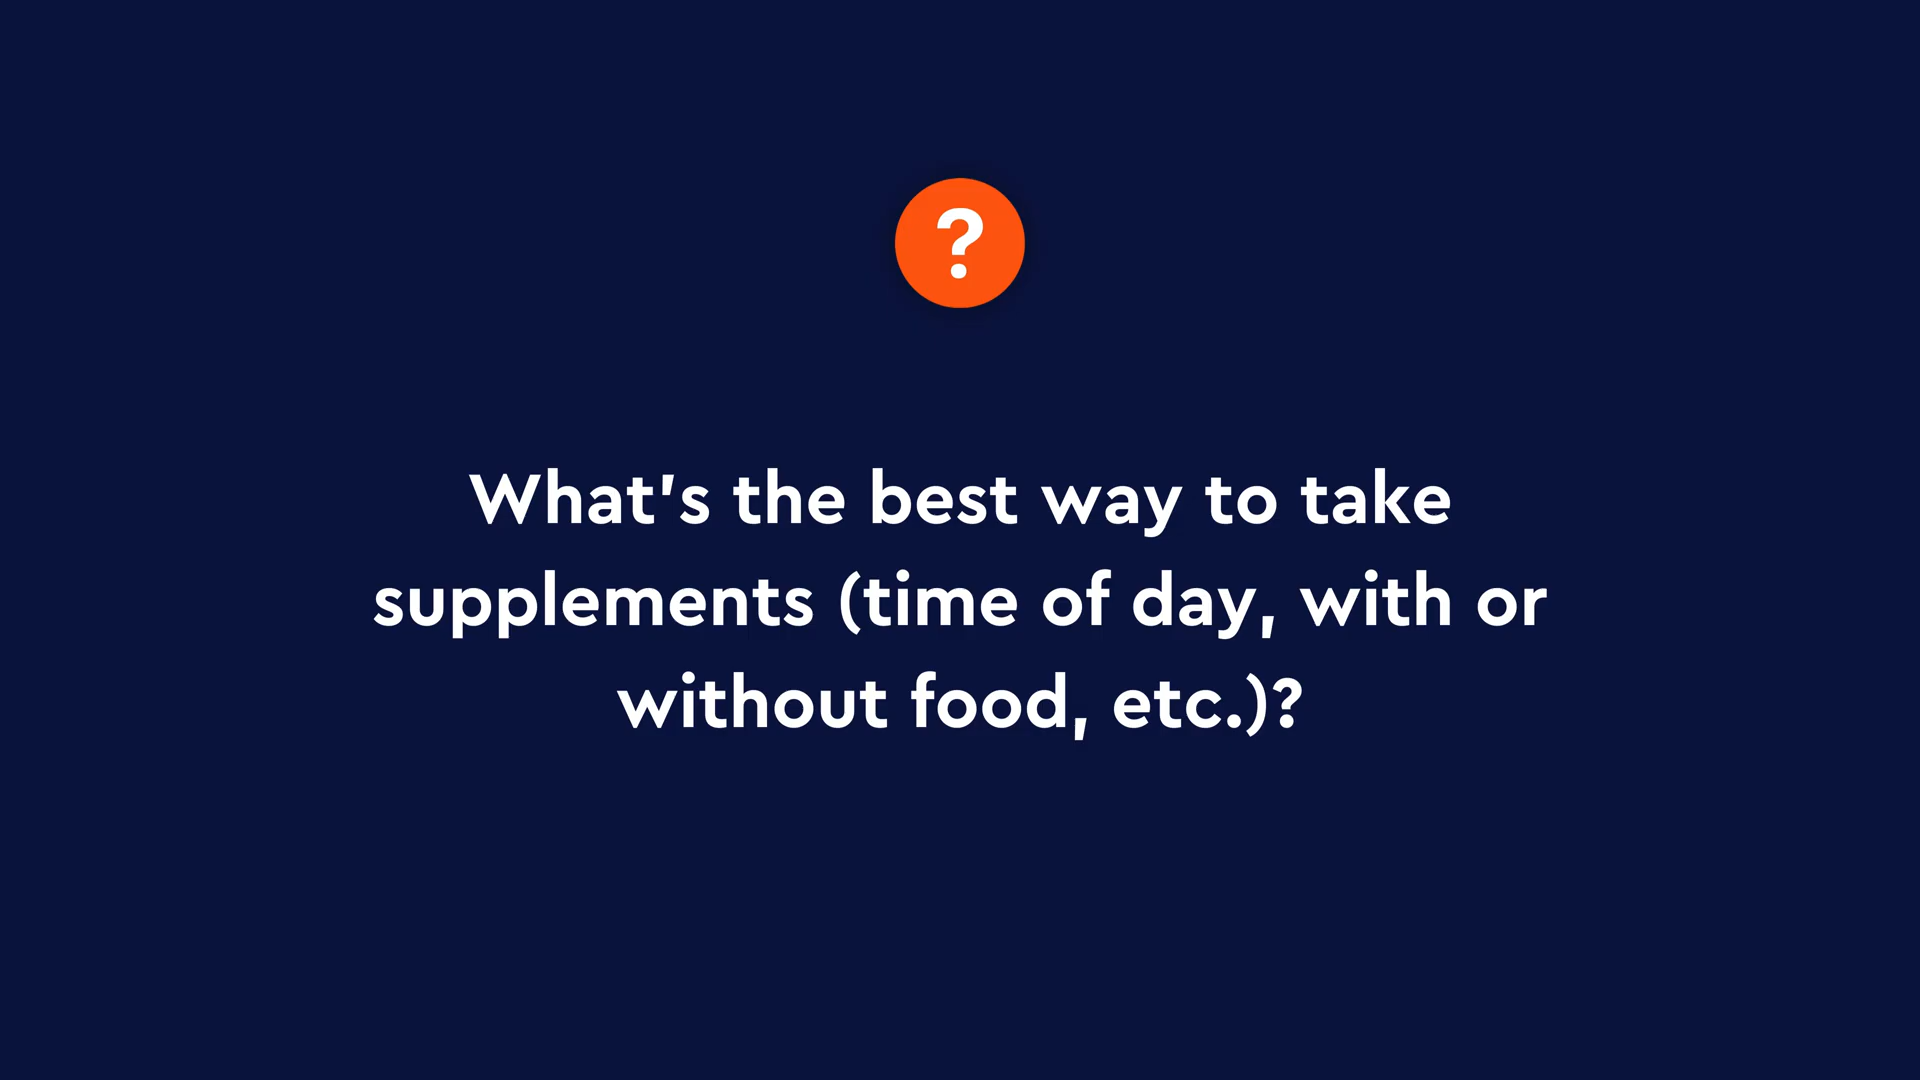 ?
What's the best way to take
supplements (time of day, with or
without food, etc.)?